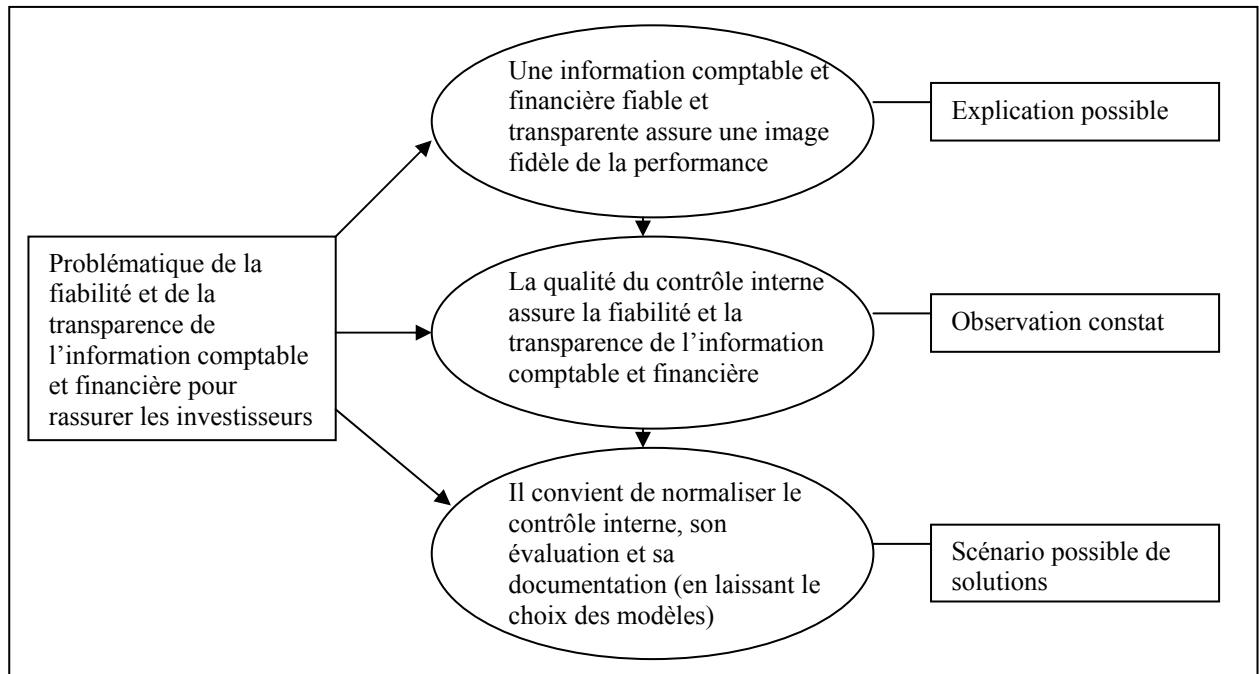 Une information comptable et
financière fiable et
transparente assure une image
fidèle de la performance
Explication possible
Problématique de la
fiabilité et de la
transparence de
l’information comptable
et financière pour
rassurer les investisseurs
La qualité du contrôle interne
assure la fiabilité et la
transparence de l’information
comptable et financière
Observation constat
Il convient de normaliser le
contrôle interne, son
évaluation et sa
documentation (en laissant le
choix des modèles)
Scénario possible de
solutions